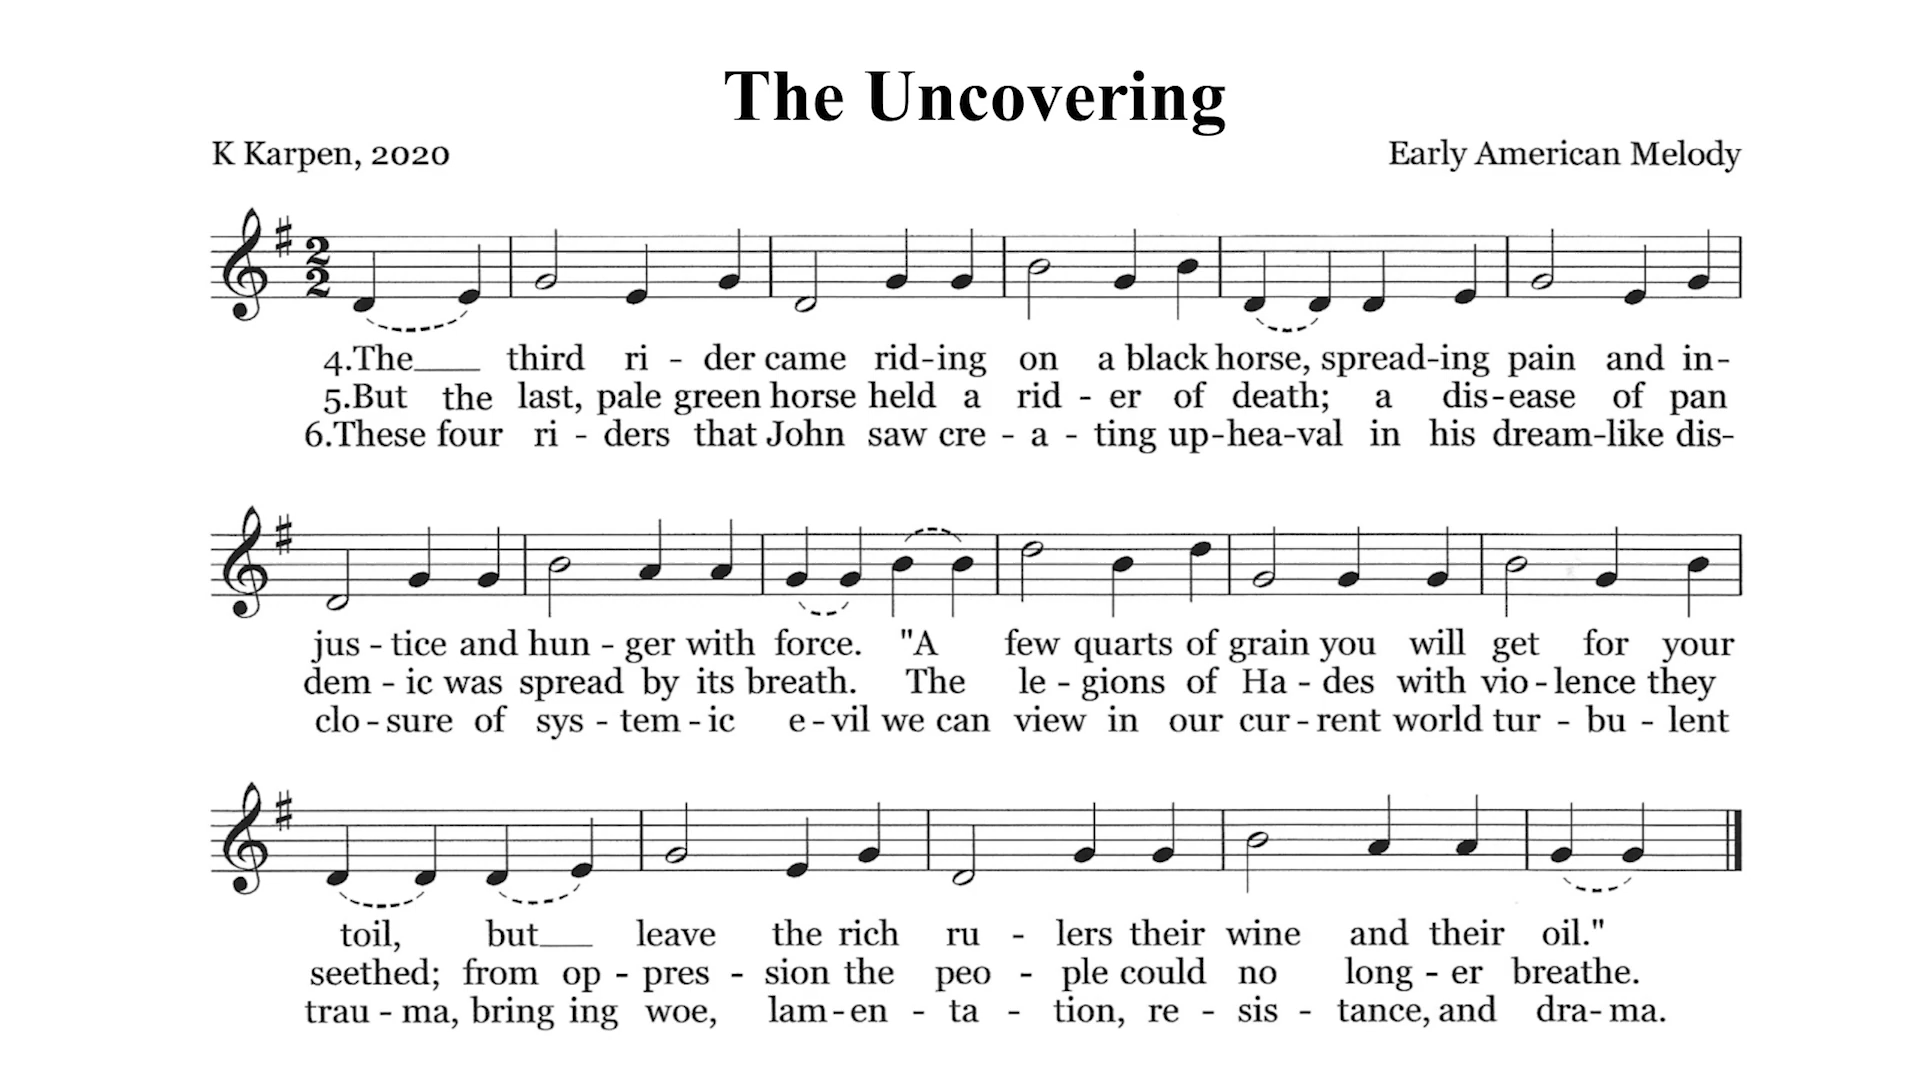 The Uncovering
K Karpen, 2020 Early American Melody
4.The___ third ri - der came rid-ing on a black horse, spread-ing pain and in-
5.But the last, pale green horse held a rid - er of death; a dis-ease of pan
6.These four ri - ders that John saw cre - a - ting up-hea-val in his dream-like dis-
jus - tice and hun - ger with force. "A few quarts of grain you will get for your
dem - ic was spread by its breath. The le - gions of Ha - des with vio - lence they
clo - sure of sys - tem - ic e - vil we can view in our cur - rent world tur - bu - lent
toil, but___ leave the rich ru - lers their wine and their oil."
seethed; from op - pres - sion the peo - ple could no long - er breathe.
trau - ma, bring ing woe, lam - en - ta - tion, re - sis - tance, and dra - ma.